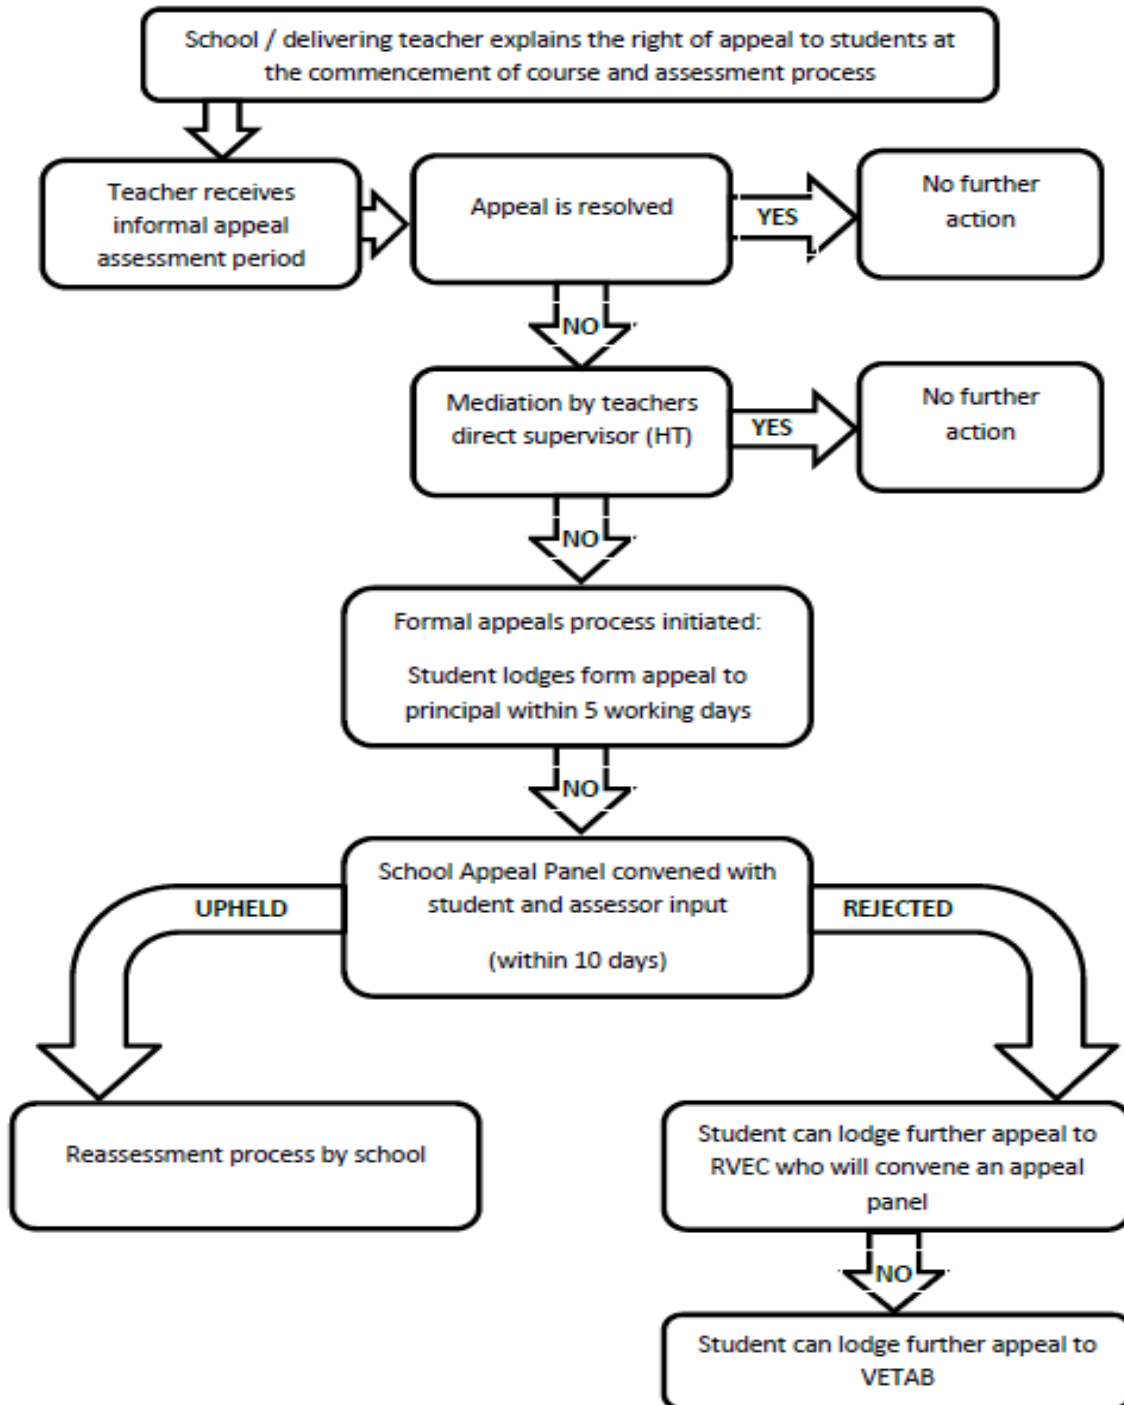 School / delivering teacher explains the right of appeal to students at
the commencement of course and assessment process
Teacher receives
informal appeal
assessment period
Appeal is resolved
YES
No further
action
NO
Mediation by teachers
direct supervisor (HT)
YES
No further
action
NO
Formal appeals process initiated:
Student lodges form appeal to
principal within 5 working days
NO
School Appeal Panel convened with
student and assessor input
(within 10 days)
UPHELD
REJECTED
Reassessment process by school
Student can lodge further appeal to
RVEC who will convene an appeal
panel
NO
Student can lodge further appeal to
VETAB